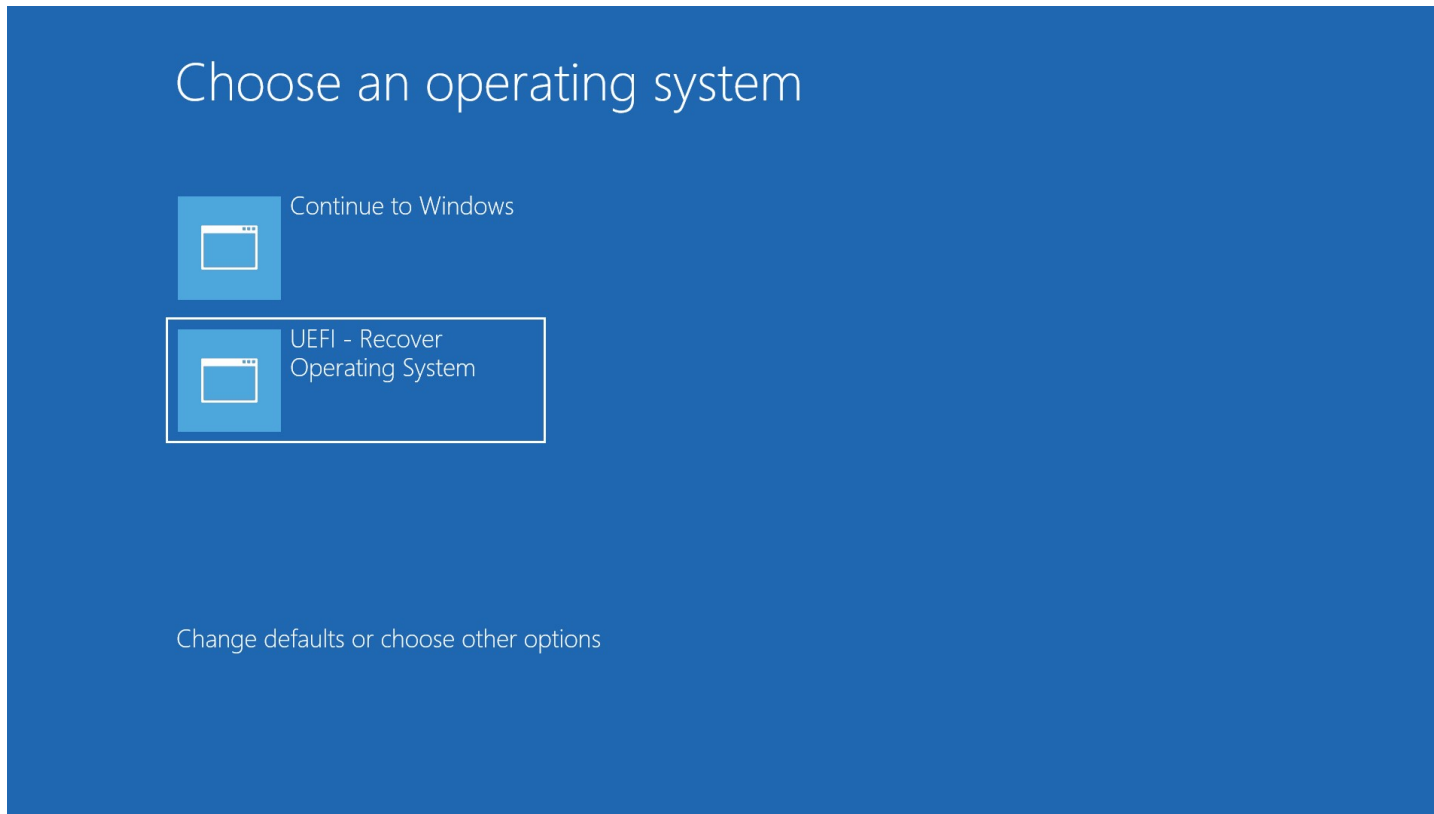 Choose an operating system
Continue to Windows
UEFI - Recover
Operating System
Change defaults or choose other options